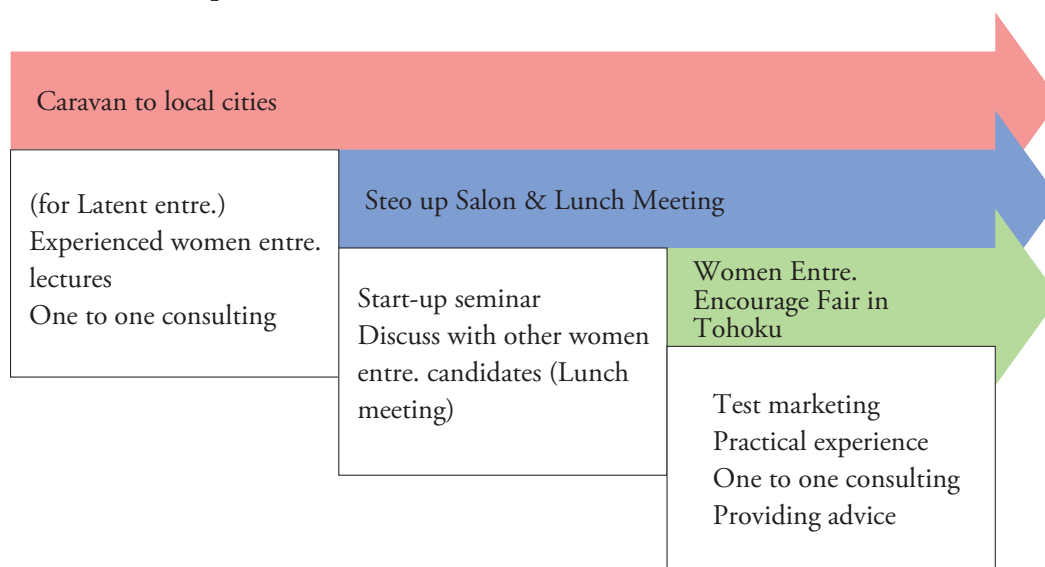 Caravan to local cities
(for Latent entre.)
Experienced women entre.
lectures
One to one consulting
Steo up Salon & Lunch Meeting
Start-up seminar
Discuss with other women
entre. candidates (Lunch
meeting)
Women Entre.
Encourage Fair in
Tohoku
Test marketing
Practical experience
One to one consulting
Providing advice